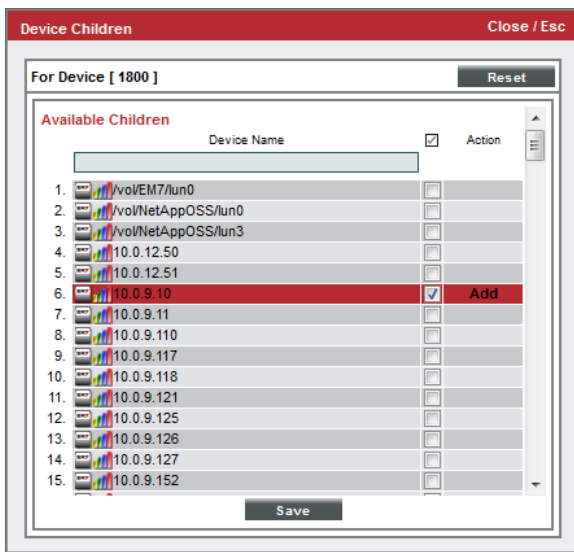 Device Children Close / Esc
For Device [ 1800 ] Reset
Available Children
Device Name Action
1. /vol/EM7/lun0
2. /vol/NetAppOSS/lun0
3. /vol/NetAppOSS/lun3
4. 10.0.12.50
5. 10.0.12.51
6. 10.0.9.10 Add
7. 10.0.9.11
8. 10.0.9.110
9. 10.0.9.117
10. 10.0.9.118
11. 10.0.9.121
12. 10.0.9.125
13. 10.0.9.126
14. 10.0.9.127
15. 10.0.9.152
Save